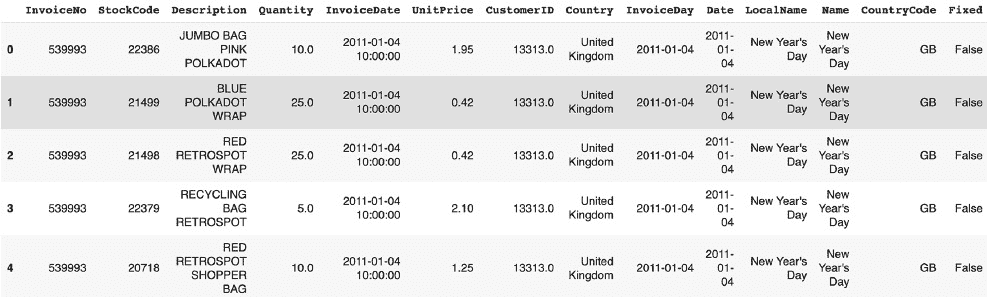 InvoiceNo StockCode Description Quantity InvoiceDate UnitPrice CustomerID Country InvoiceDay Date LocalName Name CountryCode Fixed
0 539993 22386 JUMBO BAG PINK POLKADOT 10.0 2011-01-04 10:00:00 1.95 13313.0 United Kingdom 2011-01-04 2011-01-04 New Year's Day New Year's Day GB False
1 539993 21499 BLUE POLKADOT WRAP 25.0 2011-01-04 10:00:00 0.42 13313.0 United Kingdom 2011-01-04 2011-01-04 New Year's Day New Year's Day GB False
2 539993 21498 RED RETROSPOT WRAP 25.0 2011-01-04 10:00:00 0.42 13313.0 United Kingdom 2011-01-04 2011-01-04 New Year's Day New Year's Day GB False
3 539993 22379 RECYCLING BAG RETROSPOT 5.0 2011-01-04 10:00:00 2.10 13313.0 United Kingdom 2011-01-04 2011-01-04 New Year's Day New Year's Day GB False
4 539993 20718 RED RETROSPOT SHOPPER BAG 10.0 2011-01-04 10:00:00 1.25 13313.0 United Kingdom 2011-01-04 2011-01-04 New Year's Day New Year's Day GB False